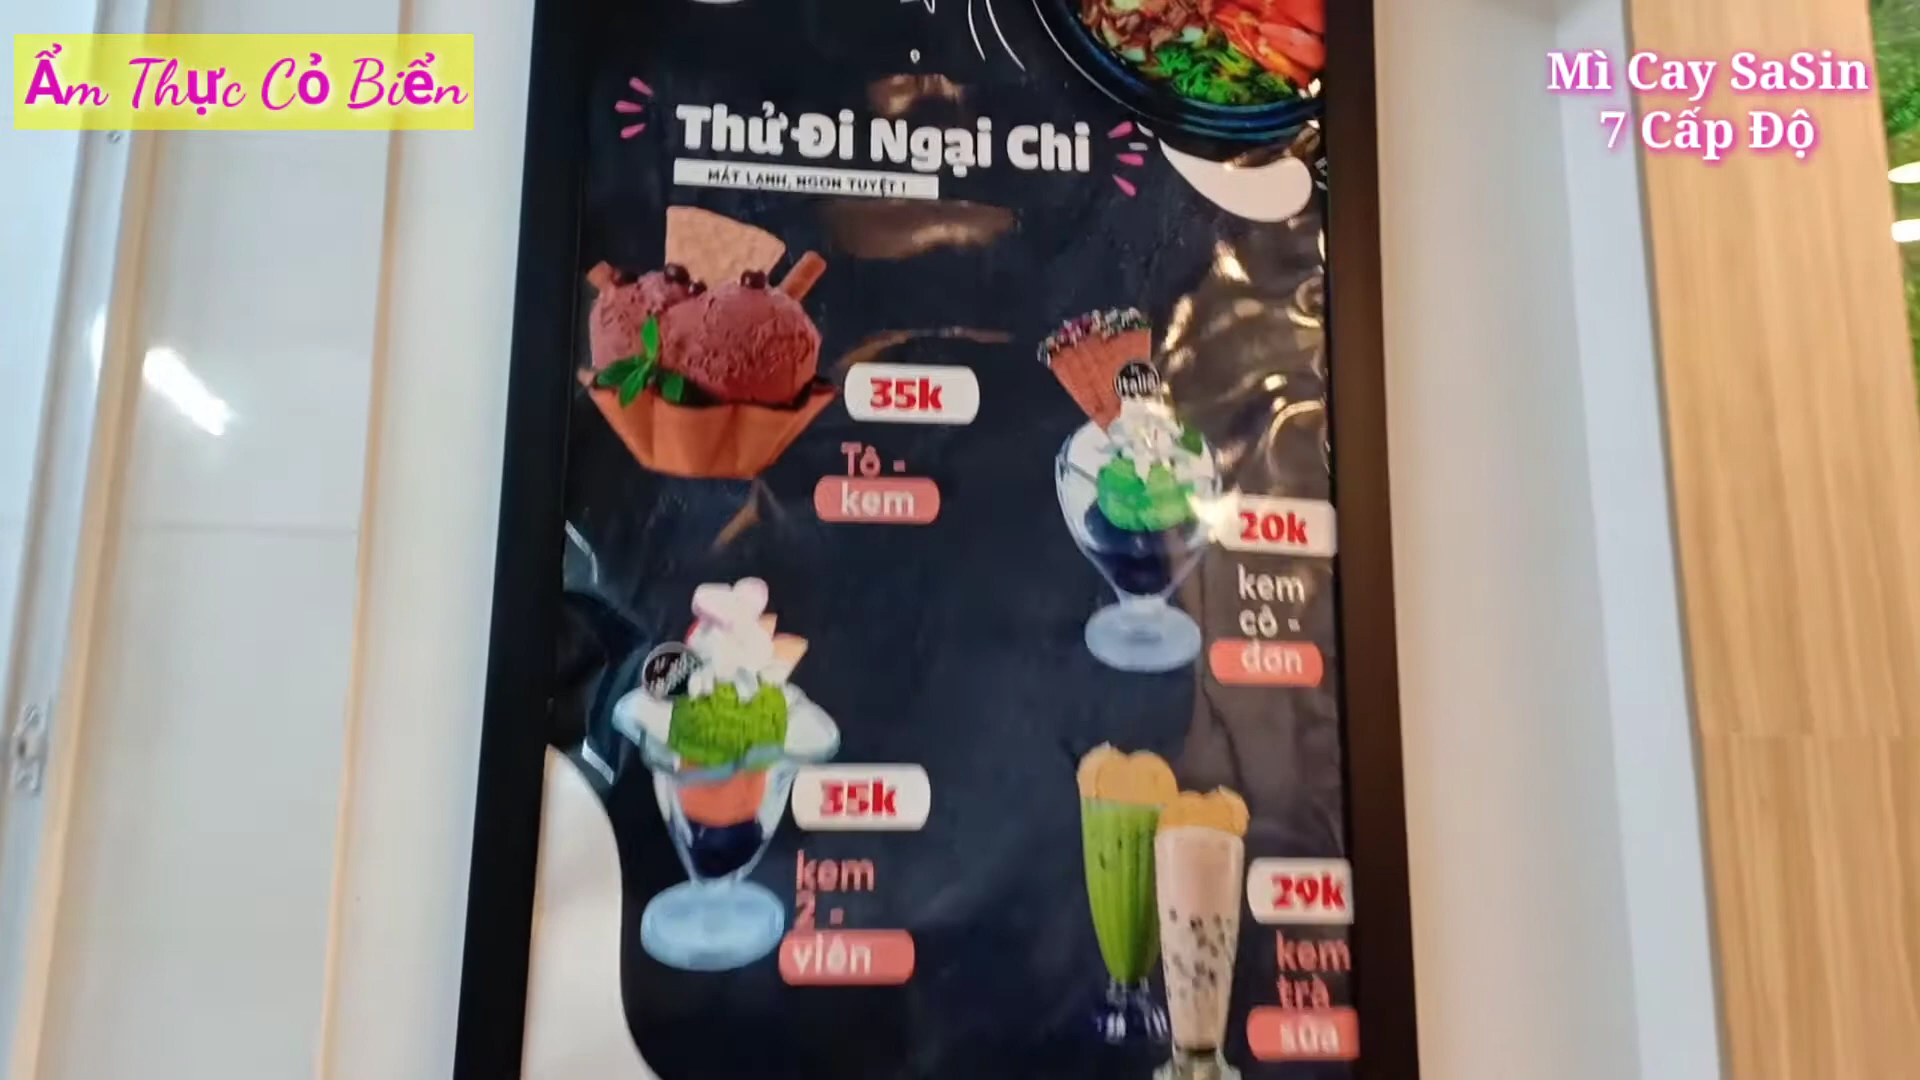 Ẩm Thực Cỏ Biển
Mì Cay SaSin
7 Cấp Độ
Thử Đi Ngại Chi
MÁT LẠNH, NGON TUYỆT !
35k
Tô -
kem
20k
kem
cô -
đơn
35k
kem
2 -
viên
29k
kem
trà
sữa